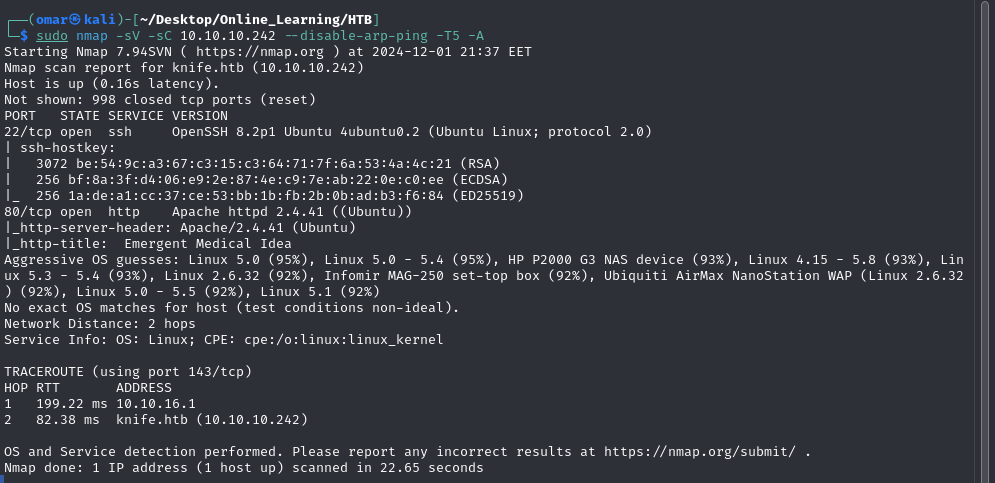 ┌──(omar㉿kali)-[~/Desktop/Online_Learning/HTB]
└─$ sudo nmap -sV -sC 10.10.10.242 --disable-arp-ping -T5 -A
Starting Nmap 7.94SVN ( https://nmap.org ) at 2024-12-01 21:37 EET
Nmap scan report for knife.htb (10.10.10.242)
Host is up (0.16s latency).
Not shown: 998 closed tcp ports (reset)
PORT   STATE SERVICE VERSION
22/tcp open  ssh     OpenSSH 8.2p1 Ubuntu 4ubuntu0.2 (Ubuntu Linux; protocol 2.0)
| ssh-hostkey:
|   3072 be:54:9c:a3:67:c3:15:c3:64:71:7f:6a:53:4a:4c:21 (RSA)
|   256 bf:8a:3f:d4:06:e9:2e:87:4e:c9:7e:ab:22:0e:c0:ee (ECDSA)
|_  256 1a:de:a1:cc:37:ce:53:bb:1b:fb:2b:0b:ad:b3:f6:84 (ED25519)
80/tcp open  http    Apache httpd 2.4.41 ((Ubuntu))
|_http-server-header: Apache/2.4.41 (Ubuntu)
|_http-title:  Emergent Medical Idea
Aggressive OS guesses: Linux 5.0 (95%), Linux 5.0 - 5.4 (95%), HP P2000 G3 NAS device (93%), Linux 4.15 - 5.8 (93%), Lin
ux 5.3 - 5.4 (93%), Linux 2.6.32 (92%), Infomir MAG-250 set-top box (92%), Ubiquiti AirMax NanoStation WAP (Linux 2.6.32
) (92%), Linux 5.0 - 5.5 (92%), Linux 5.1 (92%)
No exact OS matches for host (test conditions non-ideal).
Network Distance: 2 hops
Service Info: OS: Linux; CPE: cpe:/o:linux:linux_kernel

TRACEROUTE (using port 143/tcp)
HOP RTT       ADDRESS
1   199.22 ms 10.10.16.1
2   82.38 ms  knife.htb (10.10.10.242)

OS and Service detection performed. Please report any incorrect results at https://nmap.org/submit/ .
Nmap done: 1 IP address (1 host up) scanned in 22.65 seconds